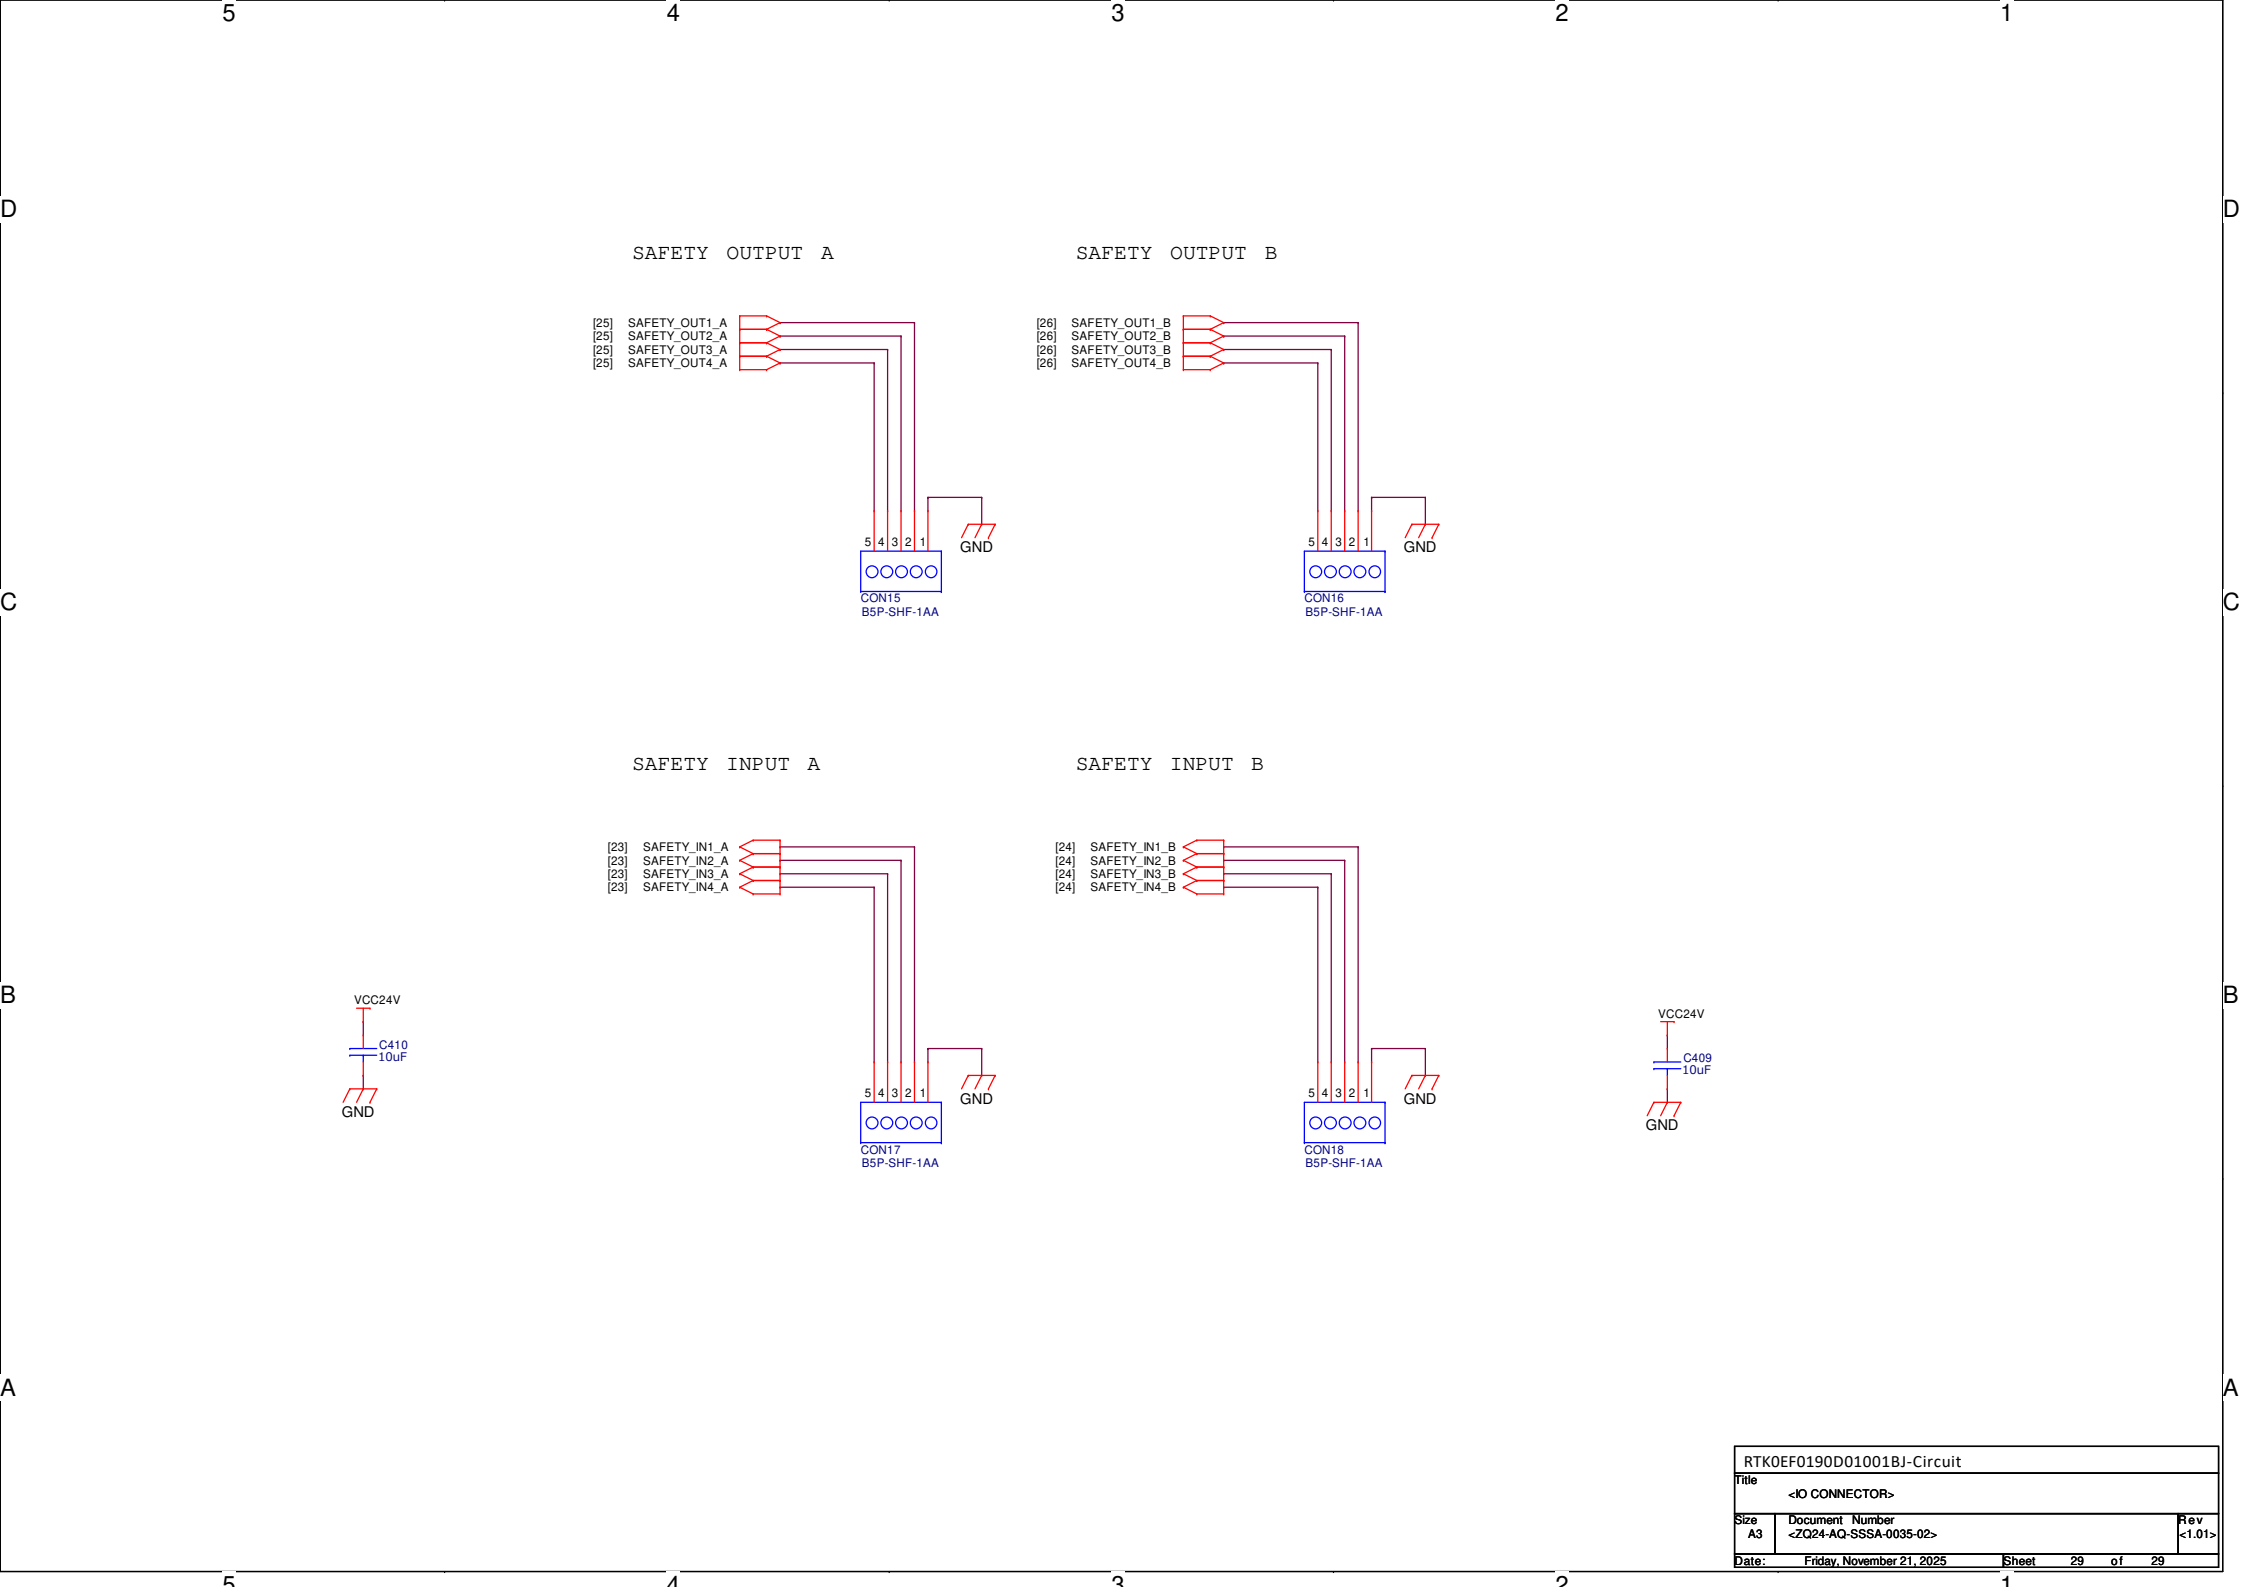 5 4 3 2 1
D D
SAFETY OUTPUT A SAFETY OUTPUT B
[25] SAFETY_OUT1_A
[25] SAFETY_OUT2_A
[25] SAFETY_OUT3_A
[25] SAFETY_OUT4_A
[26] SAFETY_OUT1_B
[26] SAFETY_OUT2_B
[26] SAFETY_OUT3_B
[26] SAFETY_OUT4_B
5 4 3 2 1
GND
CON15
B5P-SHF-1AA
5 4 3 2 1
GND
CON16
B5P-SHF-1AA
C C
SAFETY INPUT A SAFETY INPUT B
[23] SAFETY_IN1_A
[23] SAFETY_IN2_A
[23] SAFETY_IN3_A
[23] SAFETY_IN4_A
[24] SAFETY_IN1_B
[24] SAFETY_IN2_B
[24] SAFETY_IN3_B
[24] SAFETY_IN4_B
B B
VCC24V
C410
10uF
GND
5 4 3 2 1
GND
CON17
B5P-SHF-1AA
5 4 3 2 1
GND
CON18
B5P-SHF-1AA
VCC24V
C409
10uF
GND
A A
RTK0EF0190D01001BJ-Circuit
Title
<IO CONNECTOR>
Size Document Number Rev
A3 <ZQ24-AQ-SSSA-0035-02> <1.01>
Date: Friday, November 21, 2025 Sheet 29 of 29
5 4 3 2 1